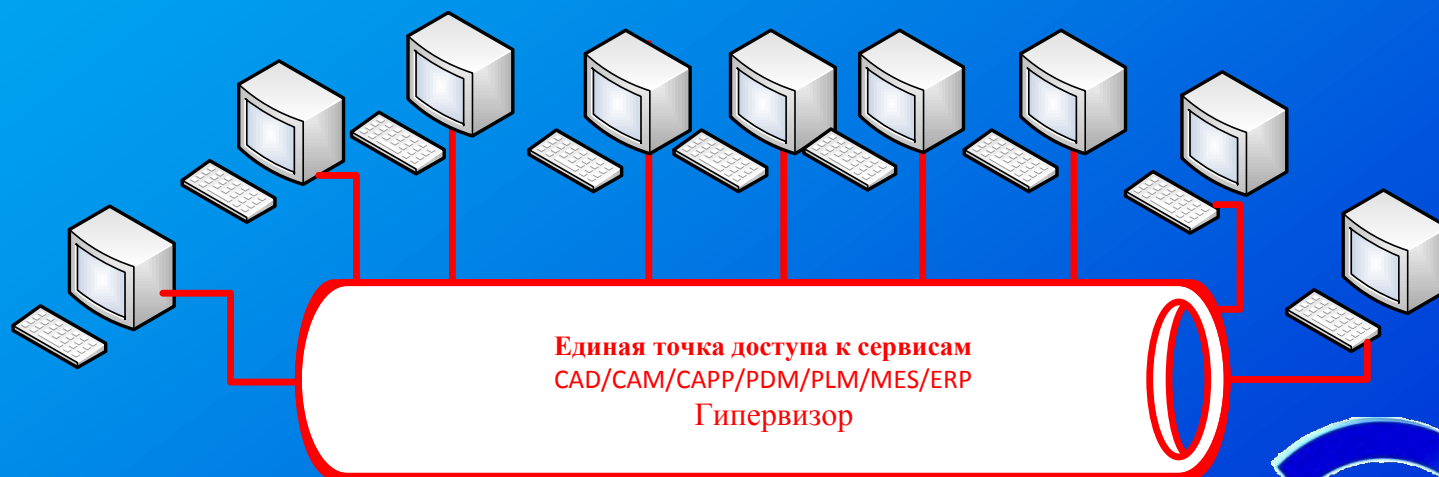 Единая точка доступа к сервисам
CAD/CAM/CAPP/PDM/PLM/MES/ERP
Гипервизор